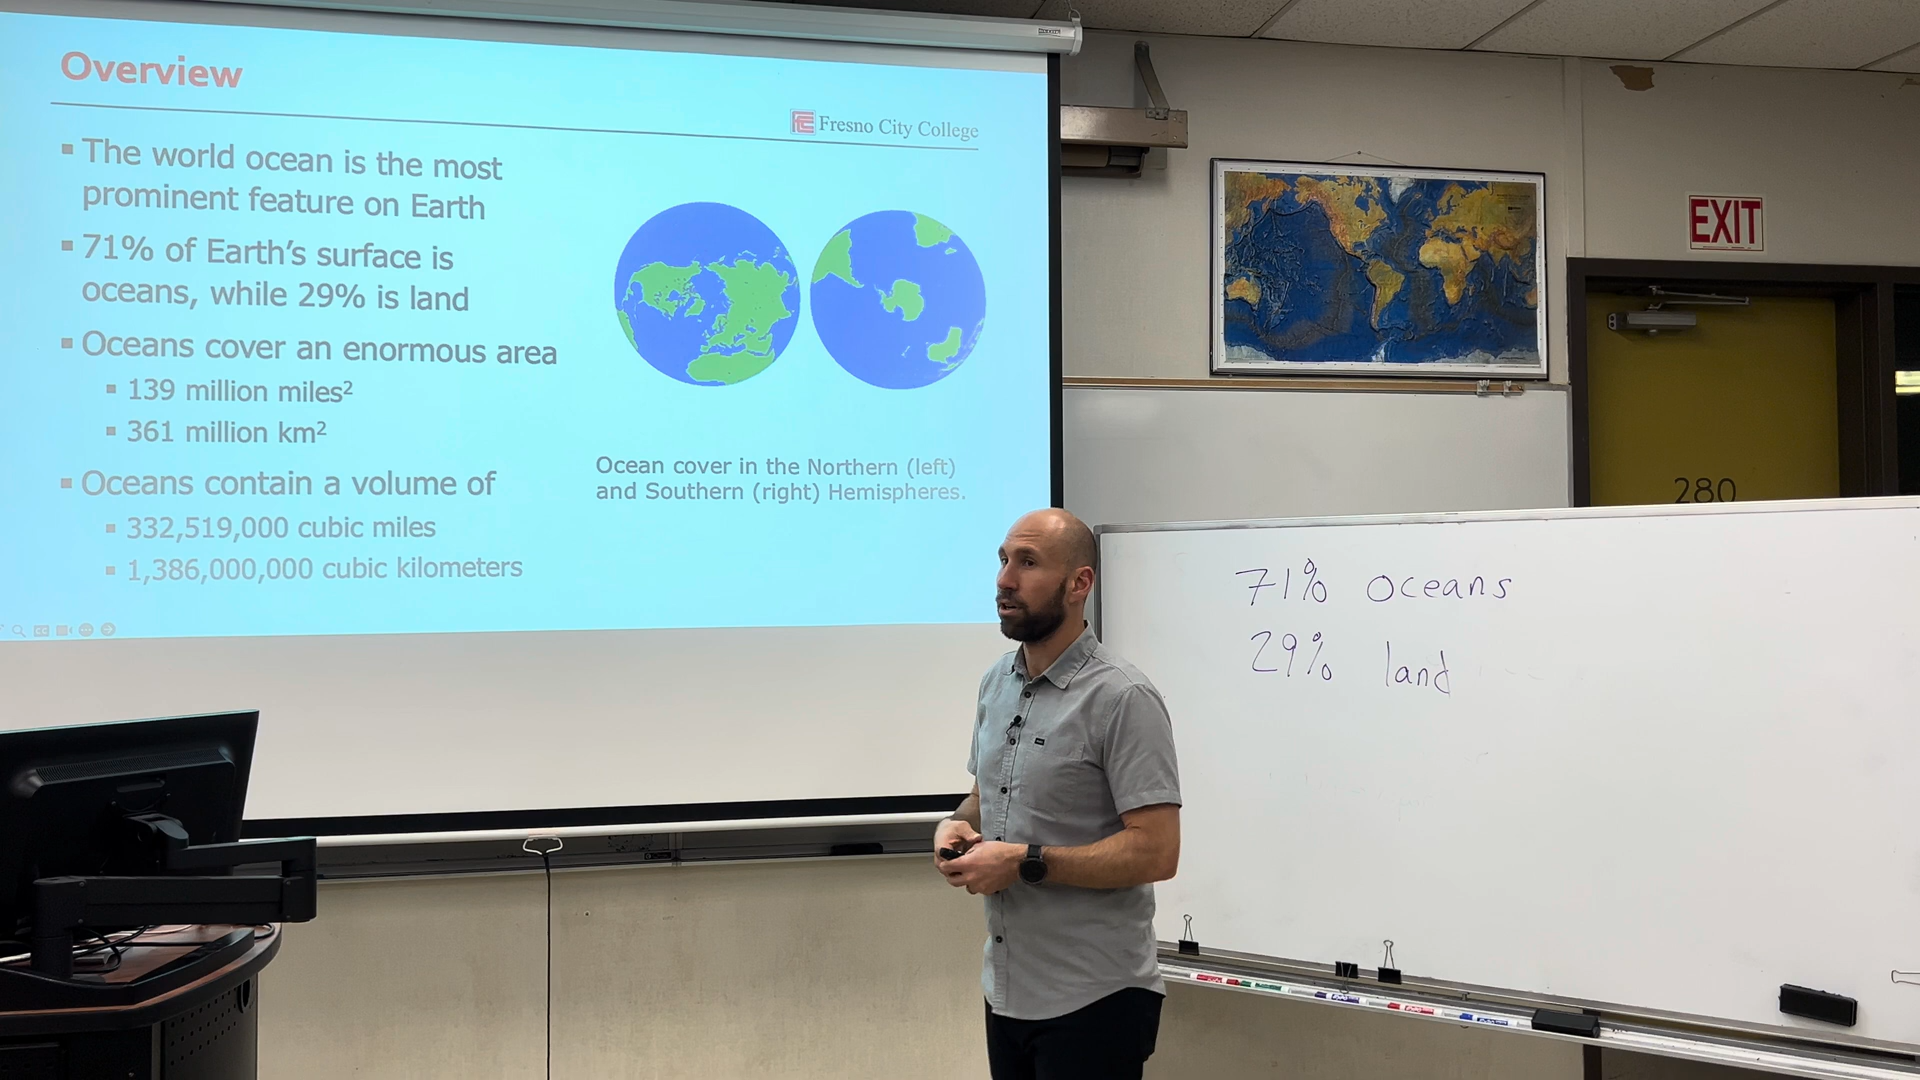 Overview
Fresno City College
▪ The world ocean is the most
prominent feature on Earth
▪ 71% of Earth’s surface is
oceans, while 29% is land
▪ Oceans cover an enormous area
▪ 139 million miles²
▪ 361 million km²
▪ Oceans contain a volume of
▪ 332,519,000 cubic miles
▪ 1,386,000,000 cubic kilometers
Ocean cover in the Northern (left)
and Southern (right) Hemispheres.
EXIT
280
71% oceans
29% land